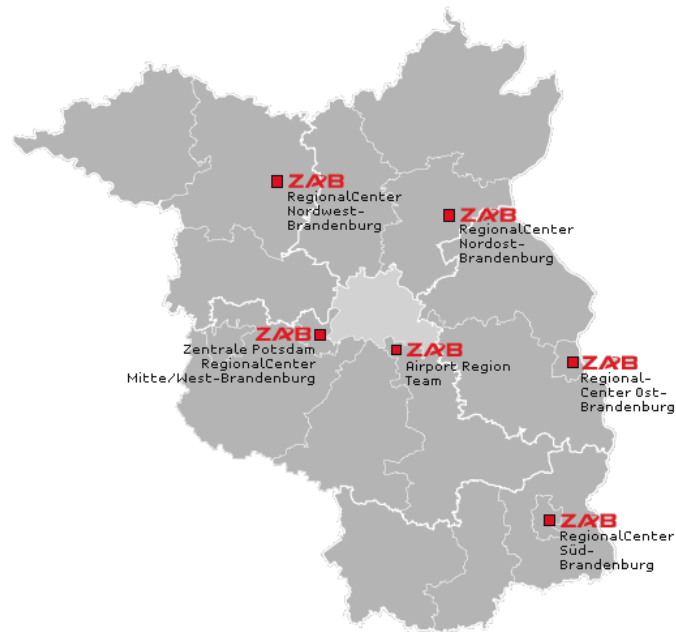 ZAB
RegionalCenter
Nordwest-
Brandenburg
ZAB
RegionalCenter
Nordost-
Brandenburg
ZAB
Zentrale Potsdam
RegionalCenter
Mitte/West-Brandenburg
ZAB
Airport Region
Team
ZAB
Regional-
Center Ost-
Brandenburg
ZAB
RegionalCenter
Süd-
Brandenburg